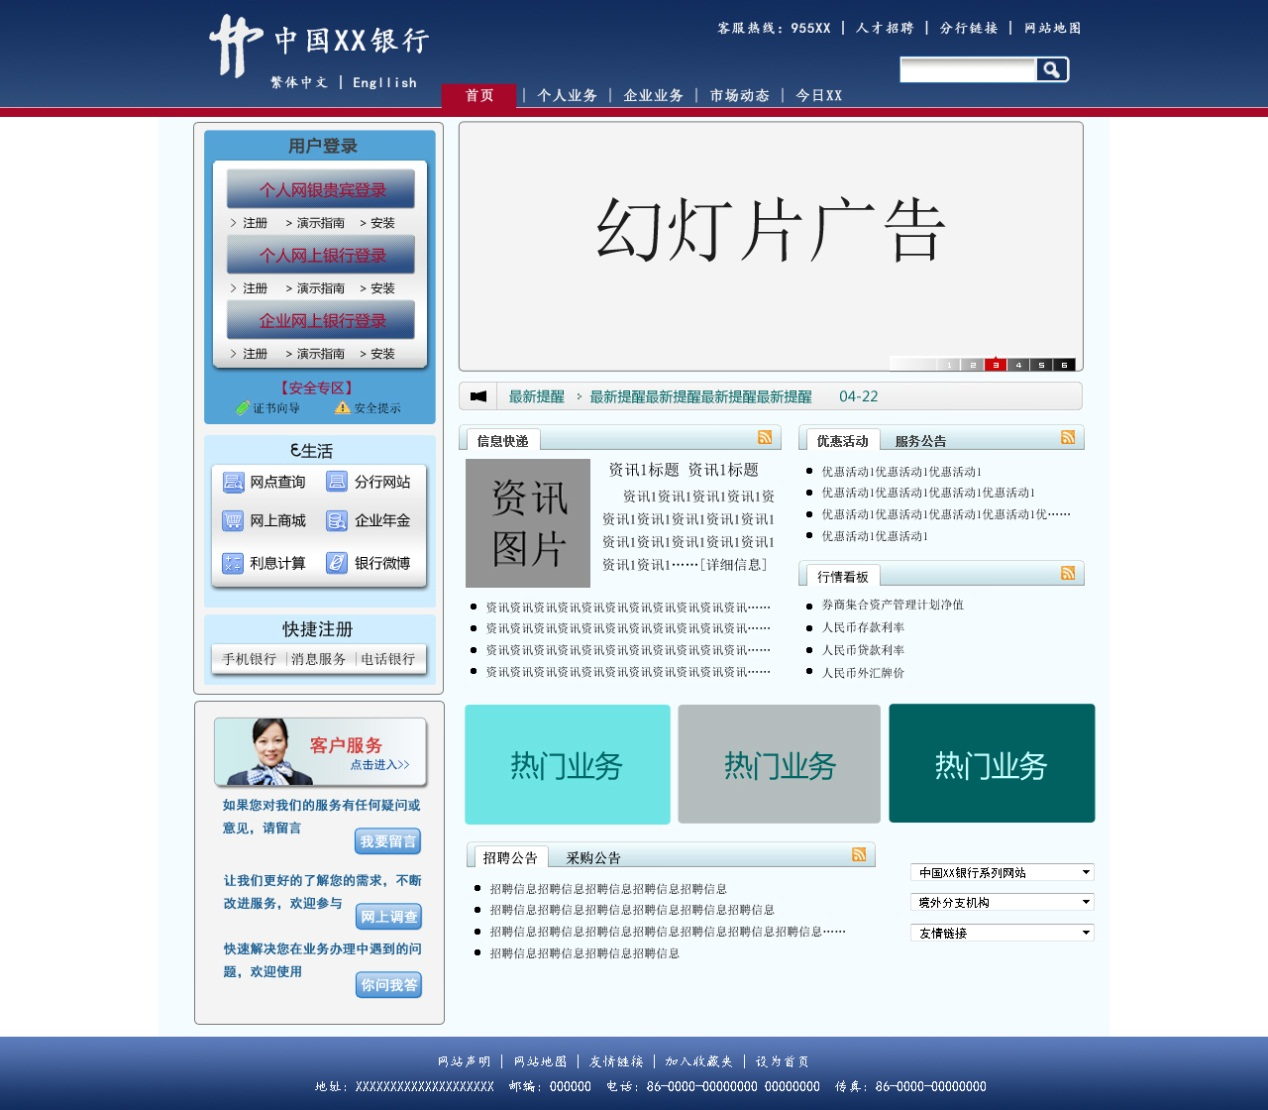 中国XX银行
客服热线：955XX | 人才招聘 | 分行链接 | 网站地图
繁体中文 | Engllish
首页 | 个人业务 | 企业业务 | 市场动态 | 今日XX
用户登录
个人网银贵宾登录
> 注册 > 演示指南 > 安装
个人网上银行登录
> 注册 > 演示指南 > 安装
企业网上银行登录
> 注册 > 演示指南 > 安装
【安全专区】
证书向导 安全提示
幻灯片广告
1 2 3 4 5 6
最新提醒 > 最新提醒最新提醒最新提醒最新提醒 04-22
生活
网点查询 分行网站
网上商城 企业年金
利息计算 银行微博
快捷注册
手机银行 | 消息服务 | 电话银行
信息快递
资讯图片
资讯1标题 资讯1标题
资讯1资讯1资讯1资讯1资
资讯1资讯1资讯1资讯1资讯1
资讯1资讯1资讯1资讯1资讯1
资讯1资讯1……[详细信息]
资讯资讯资讯资讯资讯资讯资讯资讯资讯资讯资讯……
资讯资讯资讯资讯资讯资讯资讯资讯资讯资讯资讯……
资讯资讯资讯资讯资讯资讯资讯资讯资讯资讯资讯……
资讯资讯资讯资讯资讯资讯资讯资讯资讯资讯资讯……
优惠活动 服务公告
优惠活动1优惠活动1优惠活动1
优惠活动1优惠活动1优惠活动1优惠活动1
优惠活动1优惠活动1优惠活动1优惠活动1优……
优惠活动1优惠活动1
行情看板
券商集合资产管理计划净值
人民币存款利率
人民币贷款利率
人民币外汇牌价
客户服务
点击进入>>
如果您对我们的服务有任何疑问或
意见，请留言
我要留言
让我们更好的了解您的需求，不断
改进服务，欢迎参与
网上调查
快速解决您在业务办理中遇到的问
题，欢迎使用
你问我答
热门业务 热门业务 热门业务
招聘公告 采购公告
招聘信息招聘信息招聘信息招聘信息招聘信息
招聘信息招聘信息招聘信息招聘信息招聘信息招聘信息
招聘信息招聘信息招聘信息招聘信息招聘信息招聘信息招聘信息……
招聘信息招聘信息招聘信息招聘信息
中国XX银行系列网站
境外分支机构
友情链接
网站声明 | 网站地图 | 友情链接 | 加入收藏夹 | 设为首页
地址：XXXXXXXXXXXXXXXXXXXX 邮编：000000 电话：86-0000-00000000 00000000 传真：86-0000-00000000